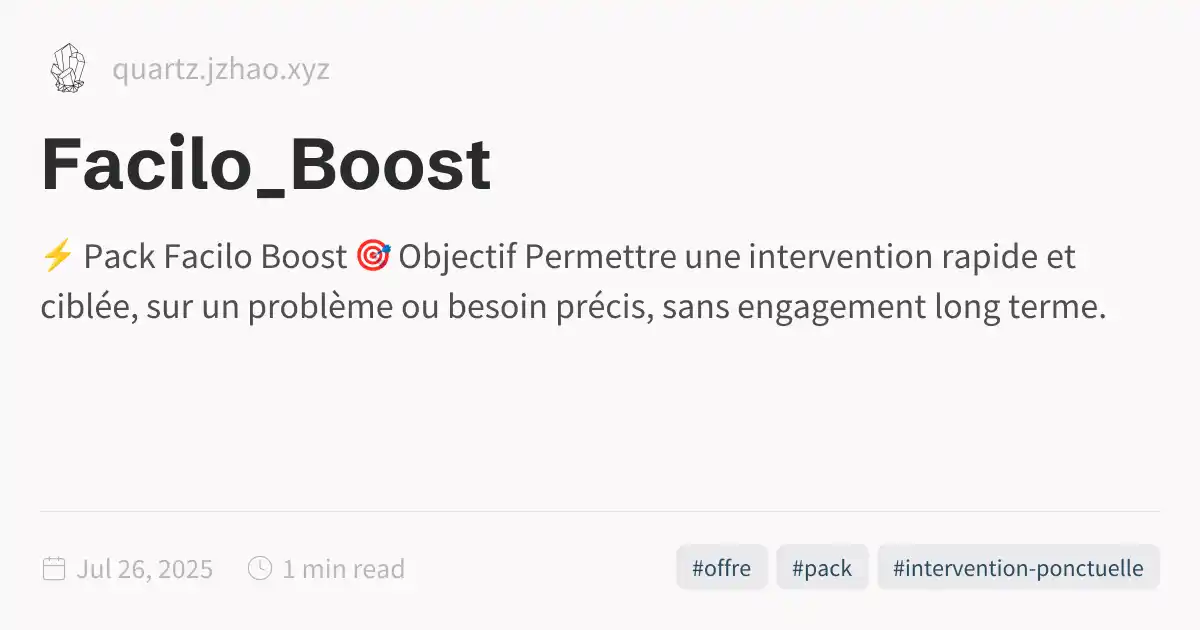 quartz.jzhao.xyz
Facilo_Boost
⚡ Pack Facilo Boost 🎯 Objectif Permettre une intervention rapide et
ciblée, sur un problème ou besoin précis, sans engagement long terme.
Jul 26, 2025 1 min read #offre #pack #intervention-ponctuelle